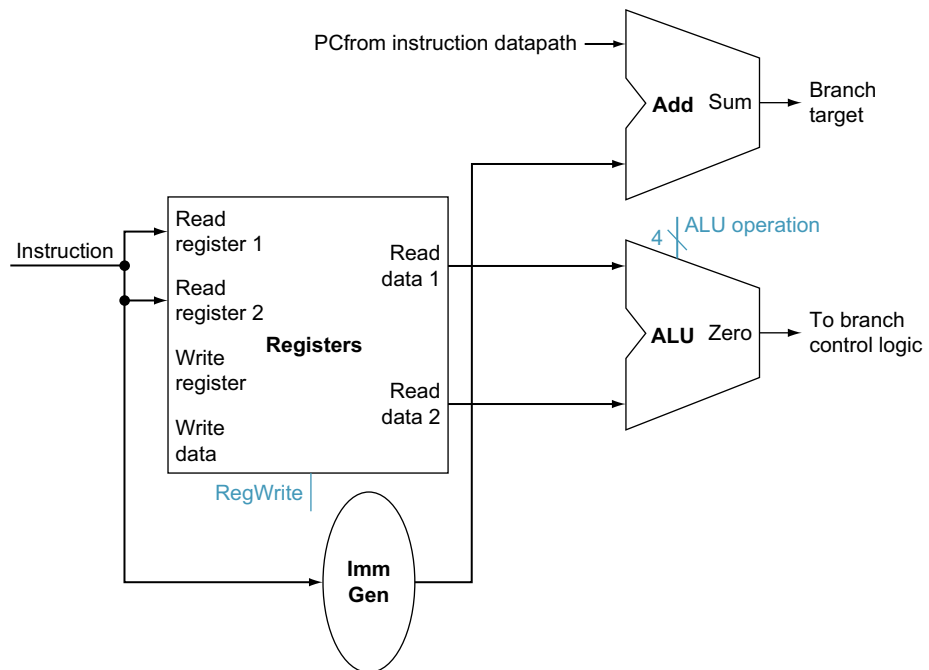 PCfrom instruction datapath
Add
Sum
Branch
target
Instruction
Read
register 1
Read
register 2
Write
register
Write
data
Registers
Read
data 1
Read
data 2
RegWrite
4
ALU operation
ALU
Zero
To branch
control logic
Imm
Gen